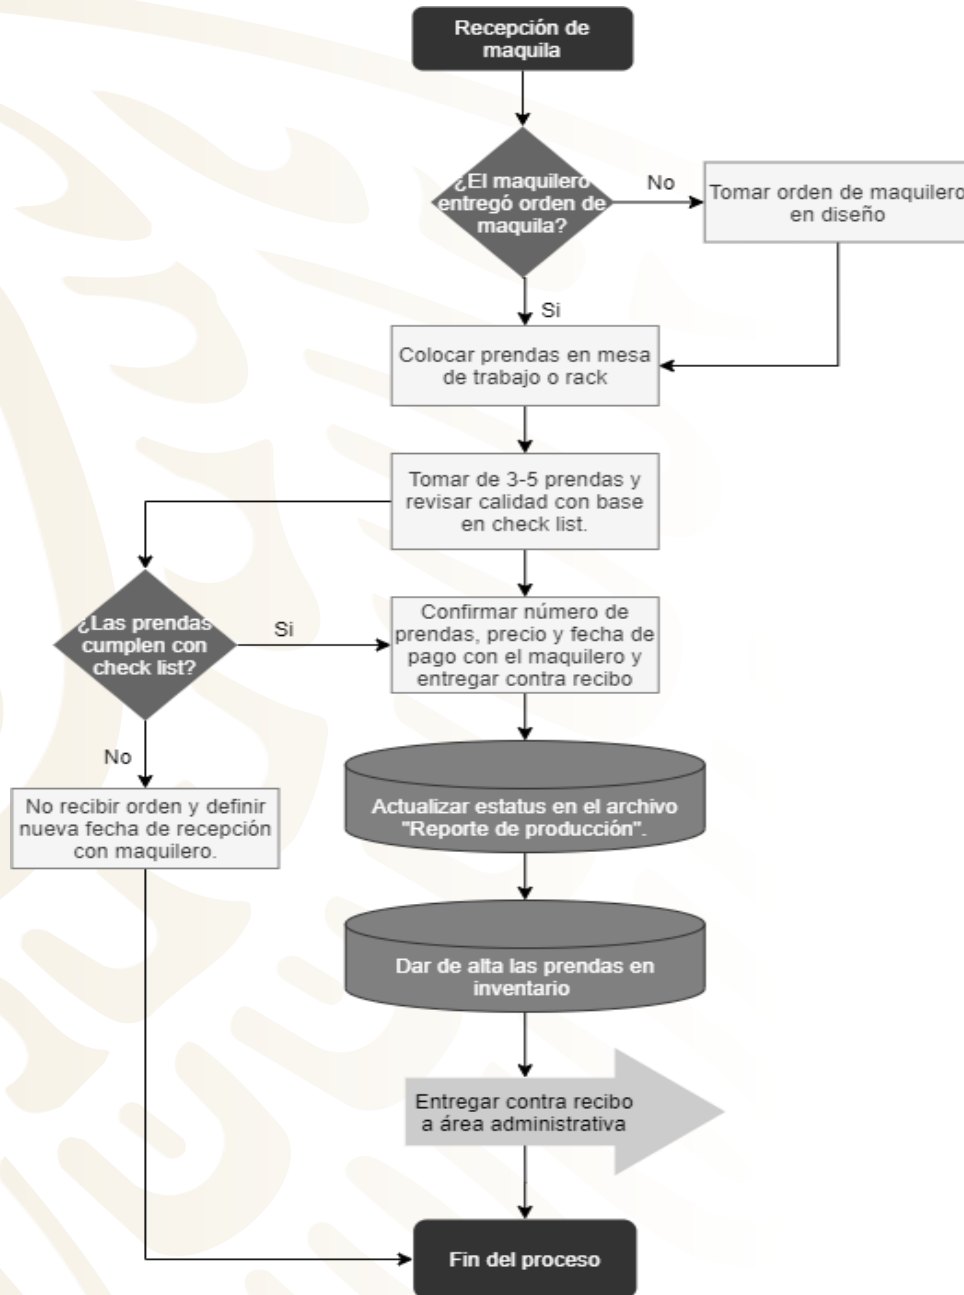 Recepción de
maquila
¿El maquilero
entregó orden de
maquila?
No
Tomar orden de maquilero
en diseño
Si
Colocar prendas en mesa
de trabajo o rack
Tomar de 3-5 prendas y
revisar calidad con base
en check list.
¿Las prendas
cumplen con
check list?
Si
Confirmar número de
prendas, precio y fecha de
pago con el maquilero y
entregar contra recibo
No
No recibir orden y definir
nueva fecha de recepción
con maquilero.
Actualizar estatus en el archivo
"Reporte de producción".
Dar de alta las prendas en
inventario
Entregar contra recibo
a área administrativa
Fin del proceso